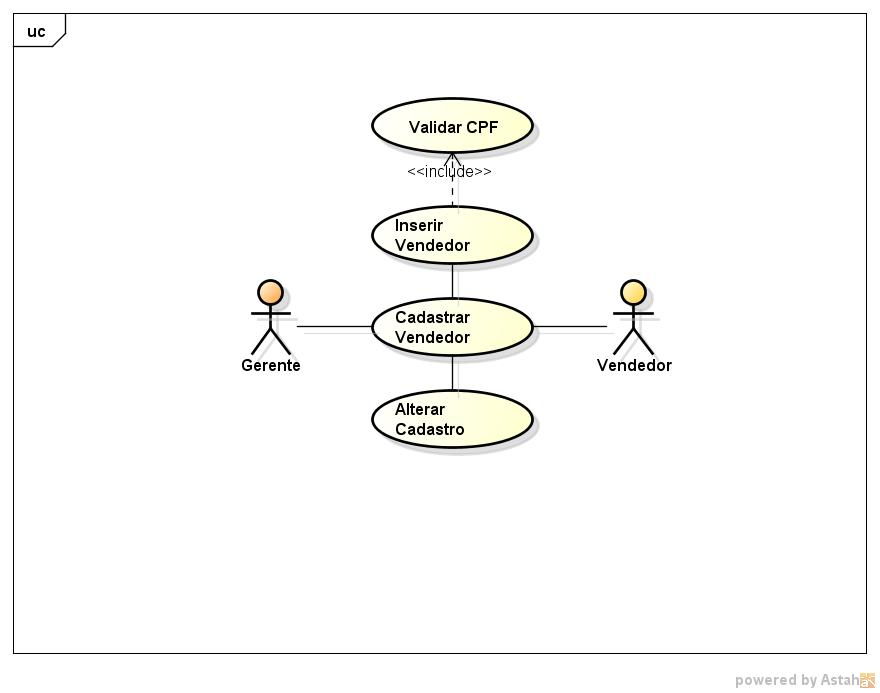 uc
Validar CPF
<<include>>
Inserir
Vendedor
Cadastrar
Vendedor
Gerente
Vendedor
Alterar
Cadastro
powered by Astah